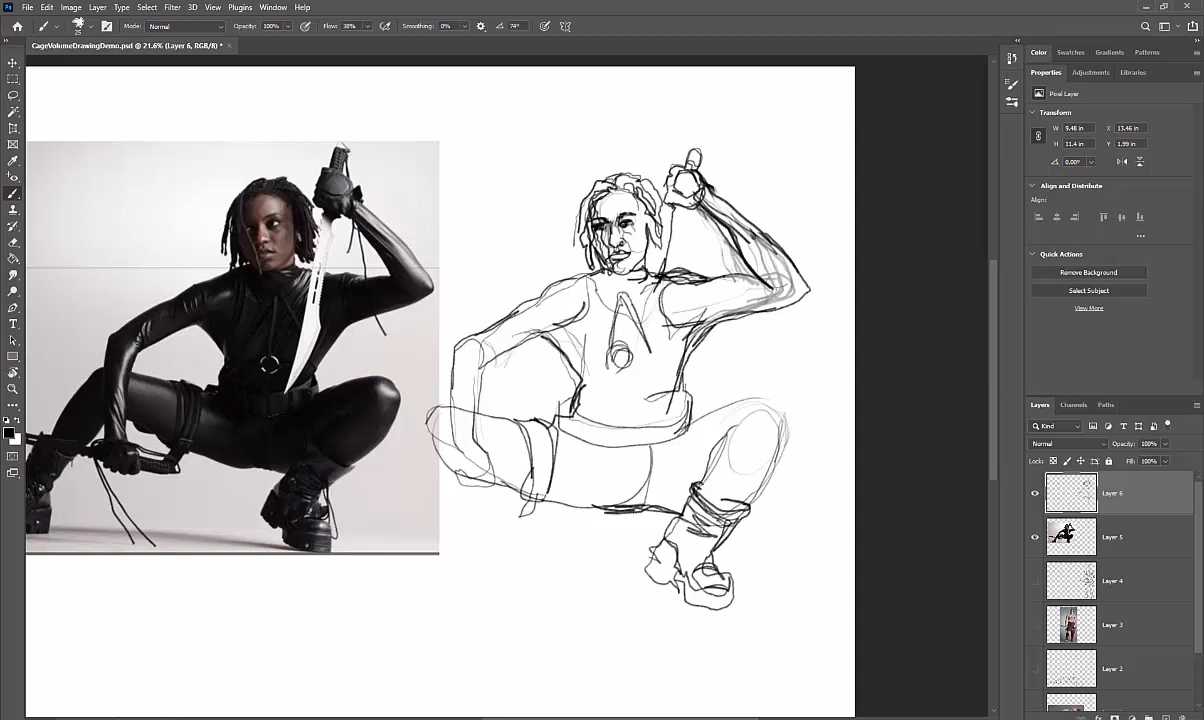 Ps File Edit Image Layer Type Select Filter 3D View Plugins Window Help
25 Mode: Normal Opacity: 100% Flow: 38% Smoothing: 0% 74°
CageVolumeDrawingDemo.psd @ 21.6% (Layer 6, RGB/8) * ×
Color Swatches Gradients Patterns
Properties Adjustments Libraries
Pixel Layer
Transform
W 9.48 in X 13.46 in
H 11.4 in Y 1.99 in
0.00°
Align and Distribute
Align:
...
Quick Actions
Remove Background
Select Subject
View More
Layers Channels Paths
Kind
Normal Opacity: 100%
Lock: Fill: 100%
Layer 6
Layer 5
Layer 4
Layer 3
Layer 2